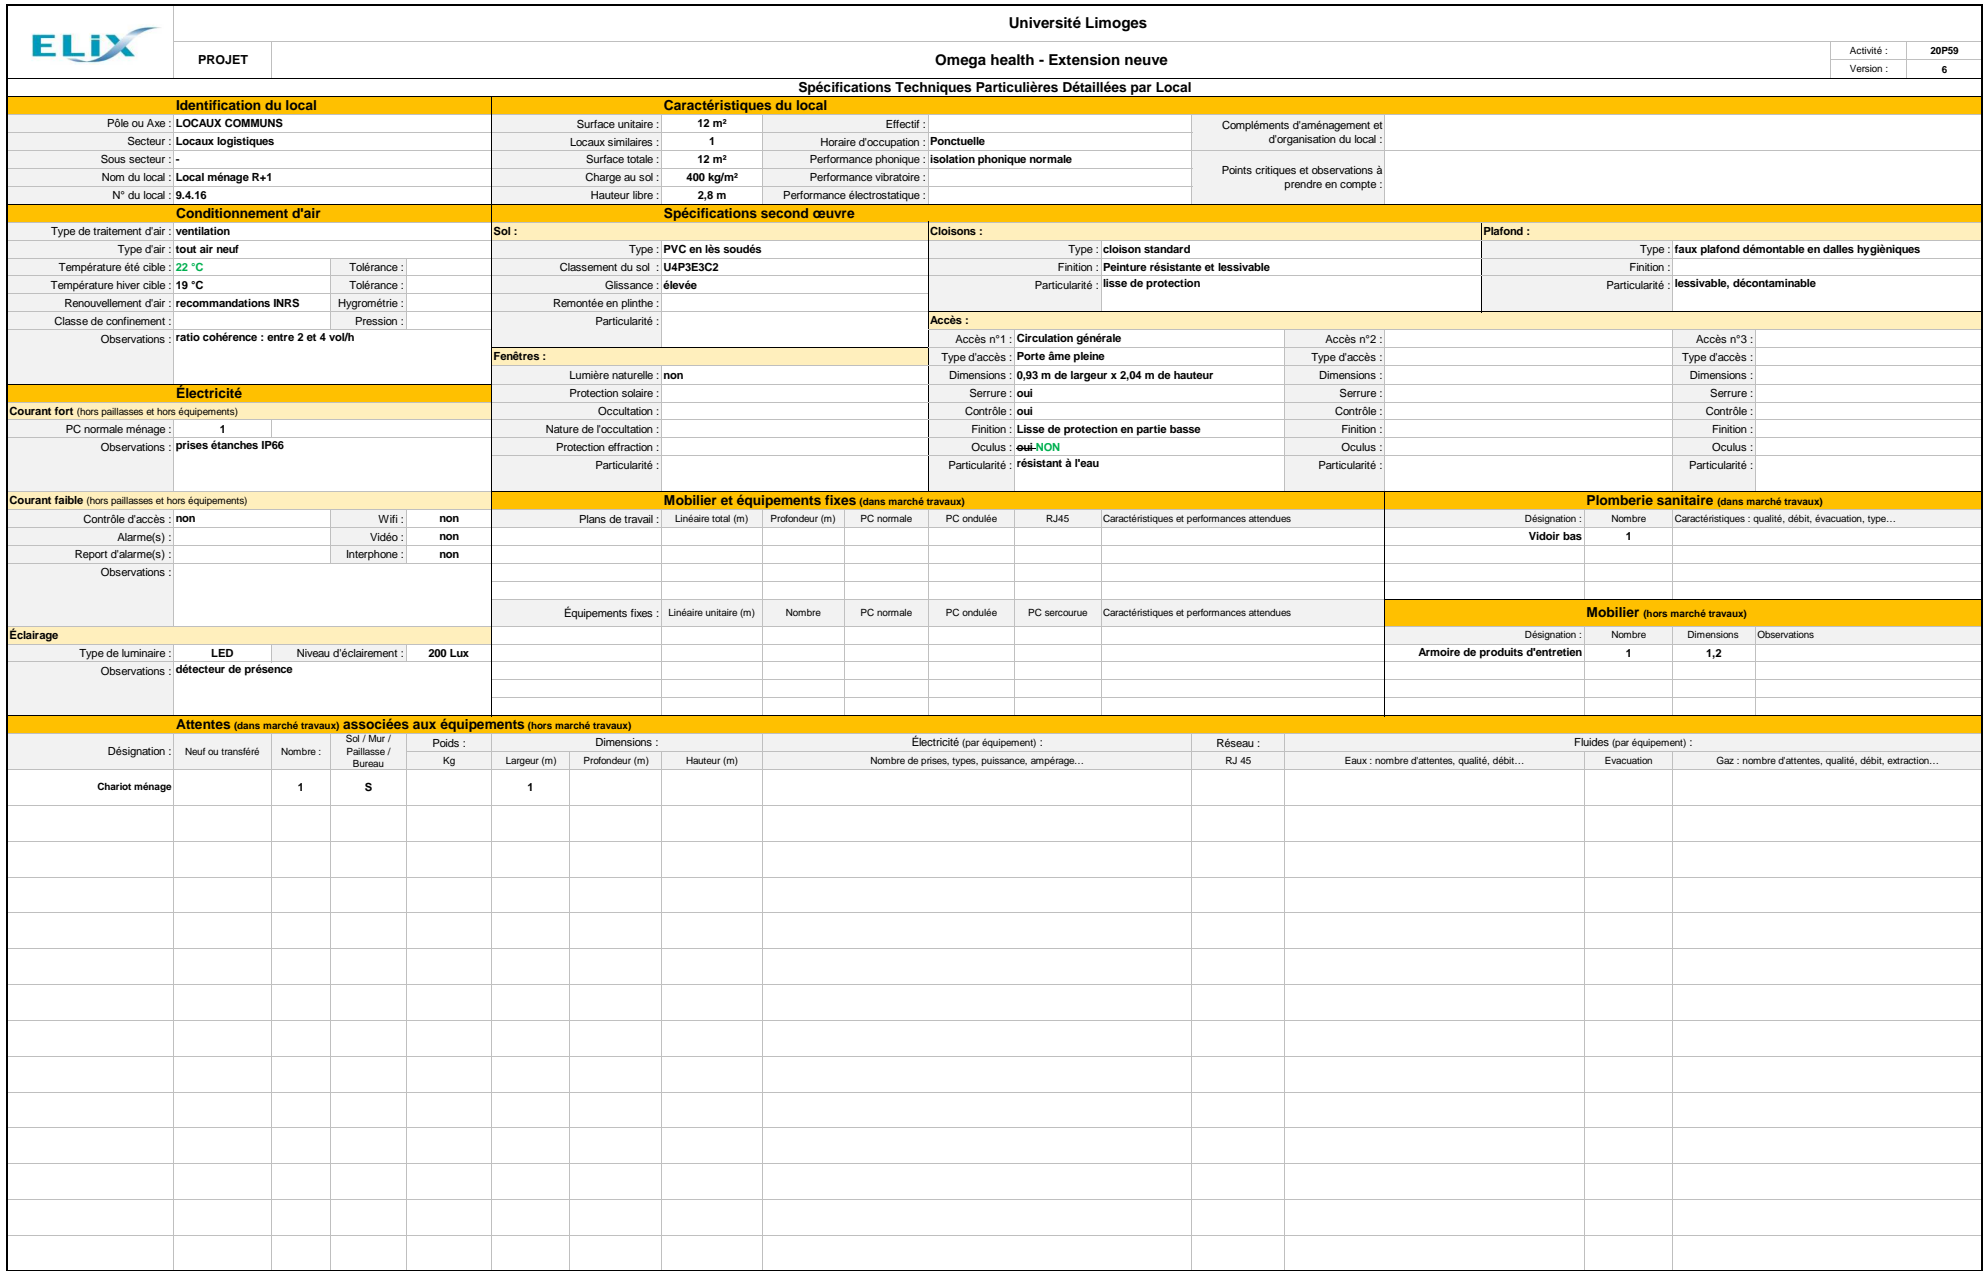 ELiX
Université Limoges
PROJET
Omega health - Extension neuve
Activité : 20P59
Version : 6
Spécifications Techniques Particulières Détaillées par Local
Identification du local
Pôle ou Axe : LOCAUX COMMUNS
Secteur : Locaux logistiques
Sous secteur : -
Nom du local : Local ménage R+1
N° du local : 9.4.16
Caractéristiques du local
Surface unitaire : 12 m² Effectif :
Locaux similaires : 1 Horaire d'occupation : Ponctuelle
Surface totale : 12 m² Performance phonique : isolation phonique normale
Charge au sol : 400 kg/m² Performance vibratoire :
Hauteur libre : 2,8 m Performance électrostatique :
Compléments d'aménagement et
d'organisation du local :
Points critiques et observations à
prendre en compte :
Conditionnement d'air
Type de traitement d'air : ventilation
Type d'air : tout air neuf
Température été cible : 22 °C Tolérance :
Température hiver cible : 19 °C Tolérance :
Renouvellement d'air : recommandations INRS Hygrométrie :
Classe de confinement : Pression :
Observations : ratio cohérence : entre 2 et 4 vol/h
Spécifications second œuvre
Sol :
Type : PVC en lès soudés
Classement du sol : U4P3E3C2
Glissance : élevée
Remontée en plinthe :
Particularité :
Cloisons :
Type : cloison standard
Finition : Peinture résistante et lessivable
Particularité : lisse de protection
Plafond :
Type : faux plafond démontable en dalles hygièniques
Finition :
Particularité : lessivable, décontaminable
Fenêtres :
Lumière naturelle : non
Protection solaire :
Occultation :
Nature de l'occultation :
Protection effraction :
Particularité :
Accès :
Accès n°1 : Circulation générale Accès n°2 : Accès n°3 :
Type d'accès : Porte âme pleine Type d'accès : Type d'accès :
Dimensions : 0,93 m de largeur x 2,04 m de hauteur Dimensions : Dimensions :
Serrure : oui Serrure : Serrure :
Contrôle : oui Contrôle : Contrôle :
Finition : Lisse de protection en partie basse Finition : Finition :
Oculus : oui NON Oculus : Oculus :
Particularité : résistant à l'eau Particularité : Particularité :
Électricité
Courant fort (hors paillasses et hors équipements)
PC normale ménage : 1
Observations : prises étanches IP66
Courant faible (hors paillasses et hors équipements)
Contrôle d'accès : non Wifi : non
Alarme(s) : Vidéo : non
Report d'alarme(s) : Interphone : non
Observations :
Éclairage
Type de luminaire : LED Niveau d'éclairement : 200 Lux
Observations : détecteur de présence
Mobilier et équipements fixes (dans marché travaux)
Plans de travail : Linéaire total (m) Profondeur (m) PC normale PC ondulée RJ45 Caractéristiques et performances attendues
Équipements fixes : Linéaire unitaire (m) Nombre PC normale PC ondulée PC sercourue Caractéristiques et performances attendues
Plomberie sanitaire (dans marché travaux)
Désignation : Nombre Caractéristiques : qualité, débit, évacuation, type…
Vidoir bas 1
Mobilier (hors marché travaux)
Désignation : Nombre Dimensions Observations
Armoire de produits d'entretien 1 1,2
Attentes (dans marché travaux) associées aux équipements (hors marché travaux)
Désignation : Neuf ou transféré Nombre : Sol / Mur / Paillasse / Bureau Poids : Dimensions : Électricité (par équipement) : Réseau : Fluides (par équipement) :
Kg Largeur (m) Profondeur (m) Hauteur (m) Nombre de prises, types, puissance, ampérage… RJ 45 Eaux : nombre d'attentes, qualité, débit… Evacuation Gaz : nombre d'attentes, qualité, débit, extraction…
Chariot ménage 1 S 1